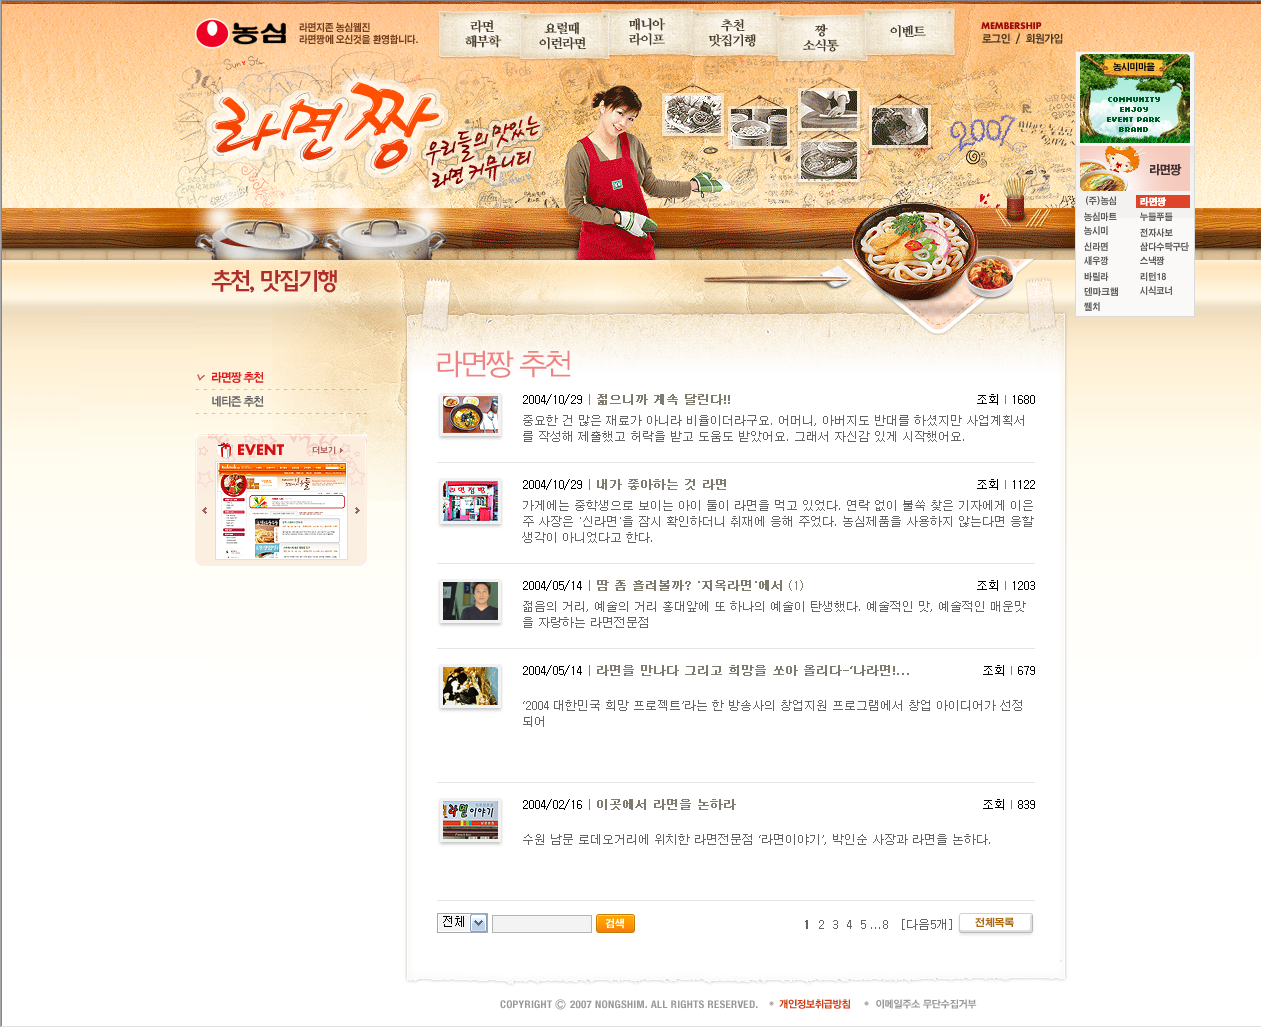 농심
라면지존 농심웹진
라면짱에 오신것을 환영합니다.
라면
해부학
요럴때
이런라면
매니아
라이프
추천
맛집기행
짱
소식통
이벤트
MEMBERSHIP
로그인 / 회원가입
라면짱
우리들의 맛있는
라면 커뮤니티
2007
농시미마을
COMMUNITY
ENJOY
EVENT PARK
BRAND
라면짱
(주)농심
라면짱
농심마트
누들푸들
농시미
전자사보
신라면
삼다수탁구단
새우깡
스낵짱
바릴라
리턴18
덴마크햄
시식코너
웰치
추천, 맛집기행
라면짱 추천
네티즌 추천
EVENT
더보기
라면짱 추천
2004/10/29 | 젊으니까 계속 달린다!!
조회 | 1680
중요한 건 많은 재료가 아니라 비율이더라구요. 어머니, 아버지도 반대를 하셨지만 사업계획서
를 작성해 제출했고 허락을 받고 도움도 받았어요. 그래서 자신감 있게 시작했어요.
2004/10/29 | 내가 좋아하는 것 라면
조회 | 1122
가게에는 중학생으로 보이는 아이 둘이 라면을 먹고 있었다. 연락 없이 불쑥 찾은 기자에게 이은
주 사장은 '신라면'을 잠시 확인하더니 취재에 응해 주었다. 농심제품을 사용하지 않는다면 응할
생각이 아니었다고 한다.
2004/05/14 | 땀 좀 흘려볼까? '지옥라면'에서 (1)
조회 | 1203
젊음의 거리, 예술의 거리 홍대앞에 또 하나의 예술이 탄생했다. 예술적인 맛, 예술적인 매운맛
을 자랑하는 라면전문점
2004/05/14 | 라면을 만나다 그리고 희망을 쏘아 올리다-‘나라면!...
조회 | 679
‘2004 대한민국 희망 프로젝트’라는 한 방송사의 창업지원 프로그램에서 창업 아이디어가 선정
되어
2004/02/16 | 이곳에서 라면을 논하라
조회 | 839
라면이야기
수원 남문 로데오거리에 위치한 라면전문점 ‘라면이야기’, 박인순 사장과 라면을 논하다.
전체
검색
1 2 3 4 5 ...8 [다음5개]
전체목록
COPYRIGHT © 2007 NONGSHIM. ALL RIGHTS RESERVED.
개인정보취급방침
이메일주소 무단수집거부